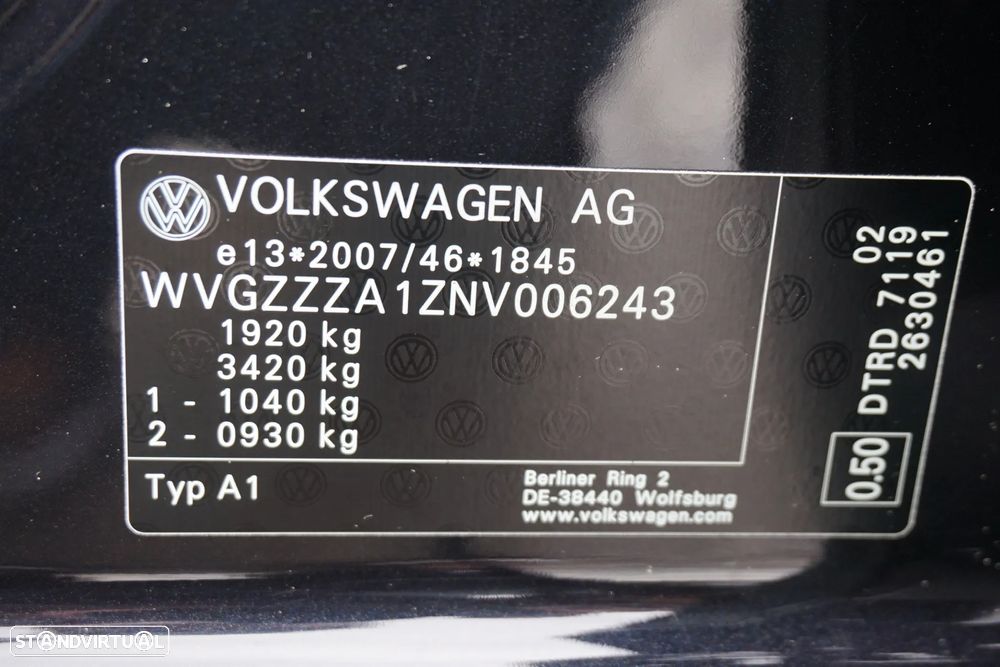 VOLKSWAGEN AG
e13*2007/46*1845
WVGZZZA1ZNV006243
1920 kg
3420 kg
1 - 1040 kg
2 - 0930 kg
Typ A1
Berliner Ring 2
DE-38440 Wolfsburg
www.volkswagen.com
0.50 DTRD 7119 02
2630461
STANDVIRTUAL